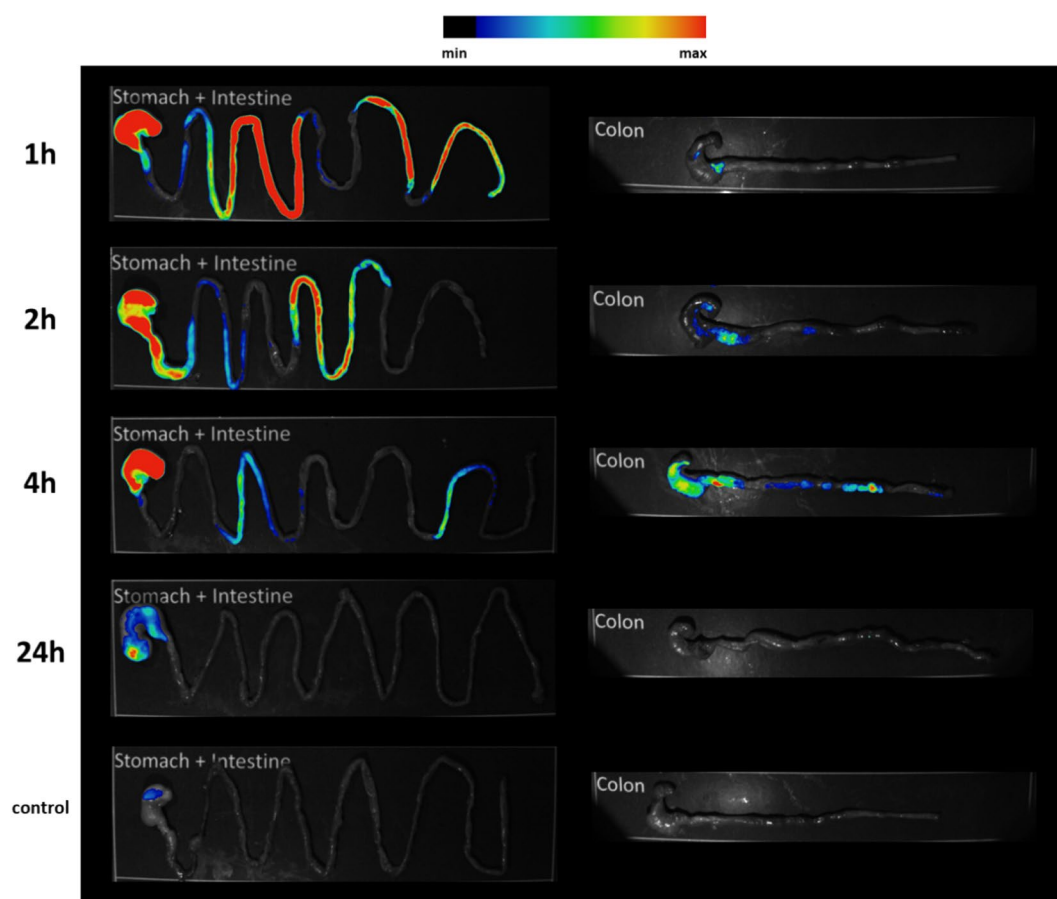 min max
Stomach + Intestine
Colon
1h
Stomach + Intestine
Colon
2h
Stomach + Intestine
Colon
4h
Stomach + Intestine
Colon
24h
Stomach + Intestine
Colon
control